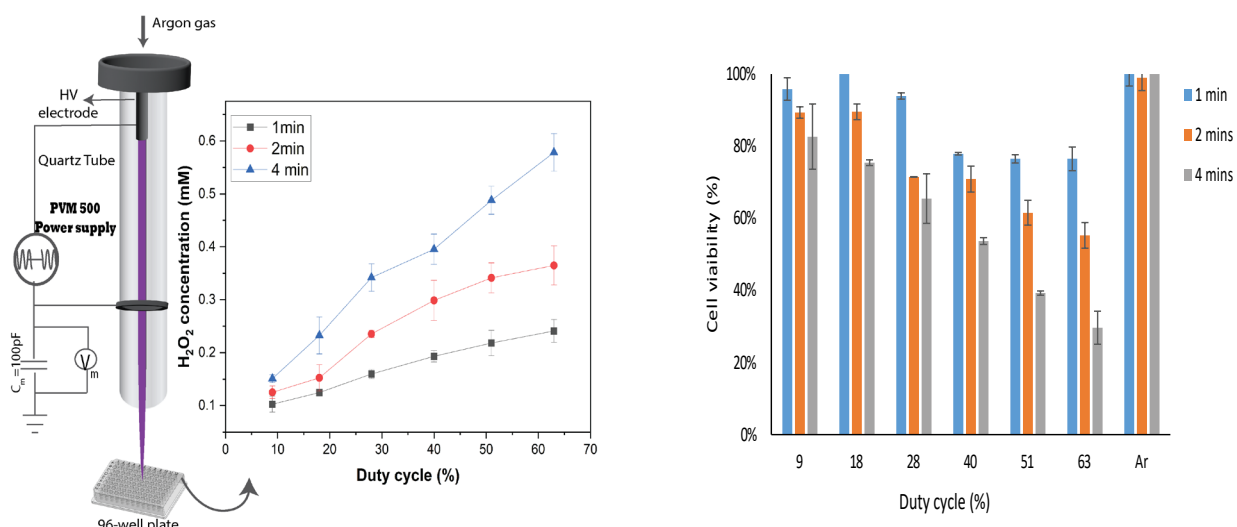 Argon gas
HV
electrode
Quartz Tube
PVM 500
Power supply
Cm=100pF
Vm
96-well plate
1min
2min
4 min
H2O2 concentration (mM)
0.6
0.5
0.4
0.3
0.2
0.1
0 10 20 30 40 50 60 70
Duty cycle (%)
100%
80%
60%
40%
20%
0%
Cell viability (%)
9 18 28 40 51 63 Ar
Duty cycle (%)
1 min
2 mins
4 mins